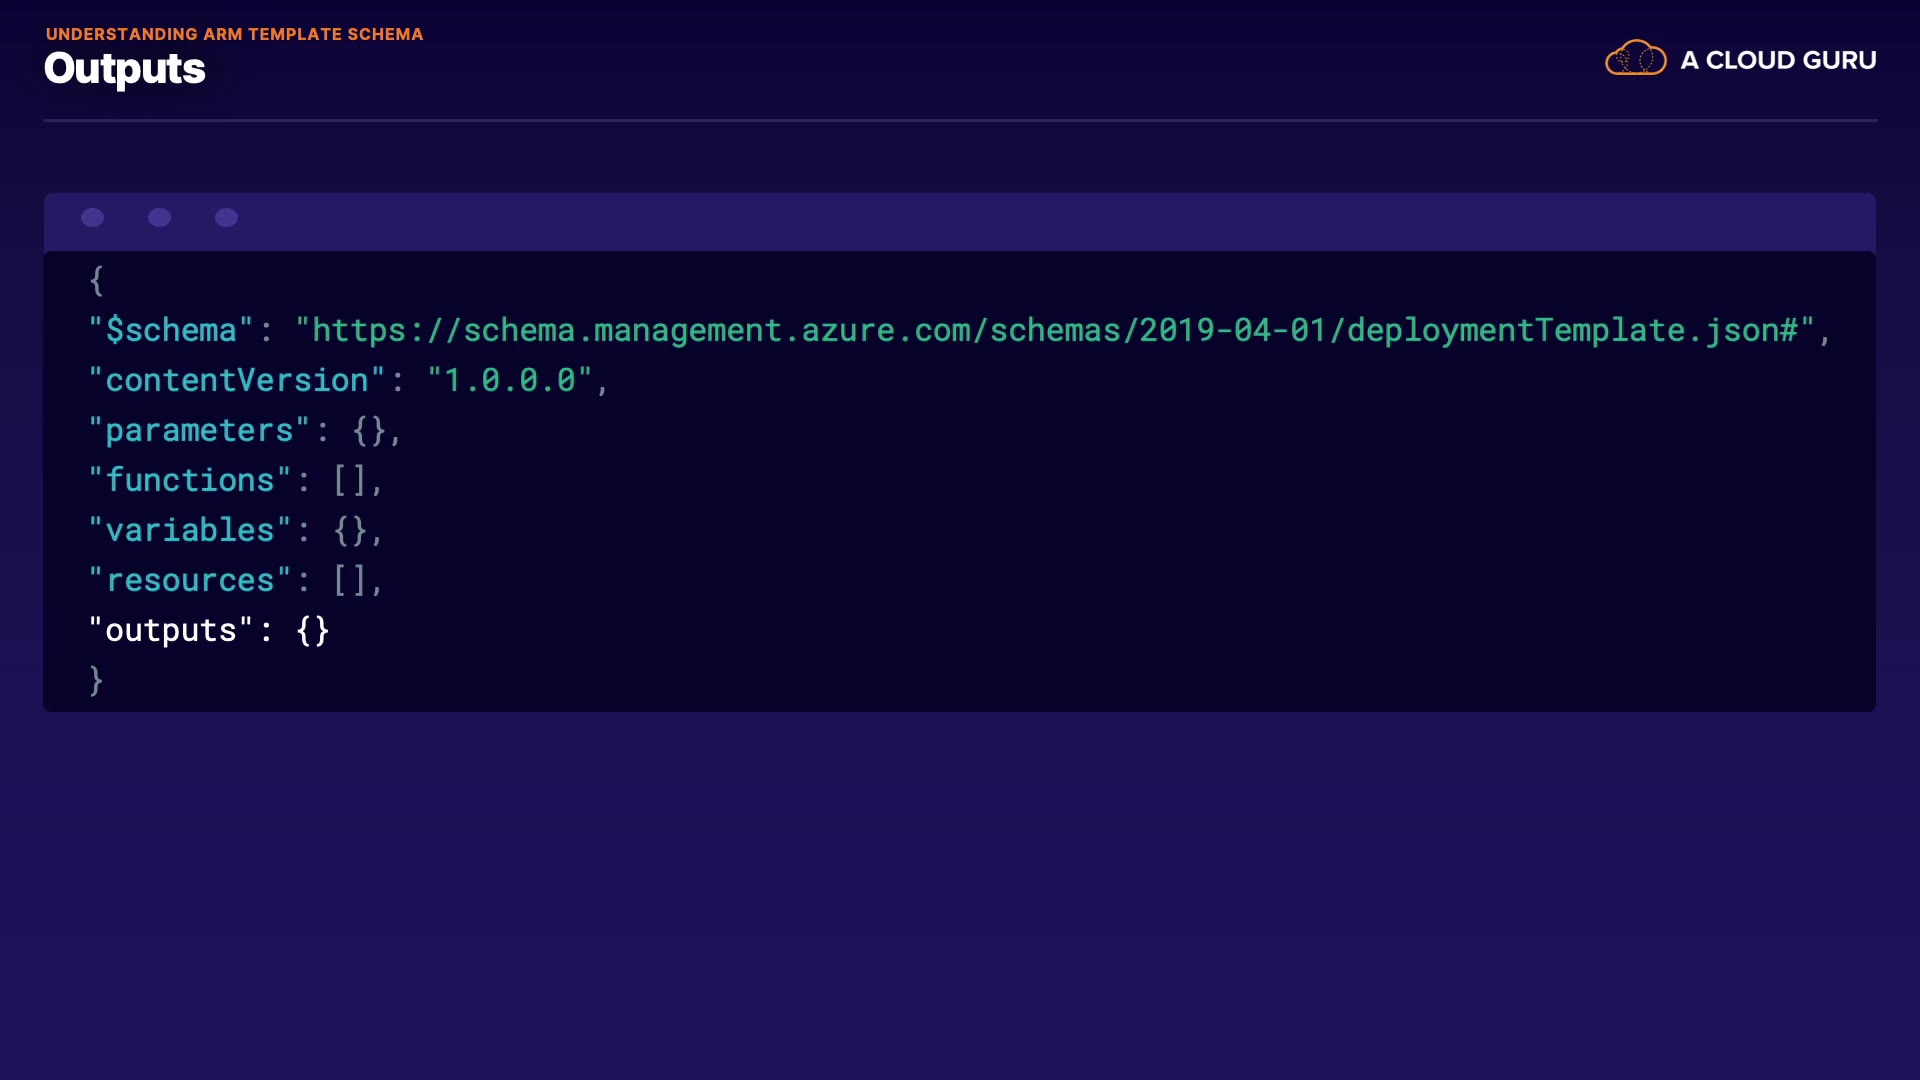 UNDERSTANDING ARM TEMPLATE SCHEMA
Outputs
A CLOUD GURU
{
"$schema": "https://schema.management.azure.com/schemas/2019-04-01/deploymentTemplate.json#",
"contentVersion": "1.0.0.0",
"parameters": {},
"functions": [],
"variables": {},
"resources": [],
"outputs": {}
}